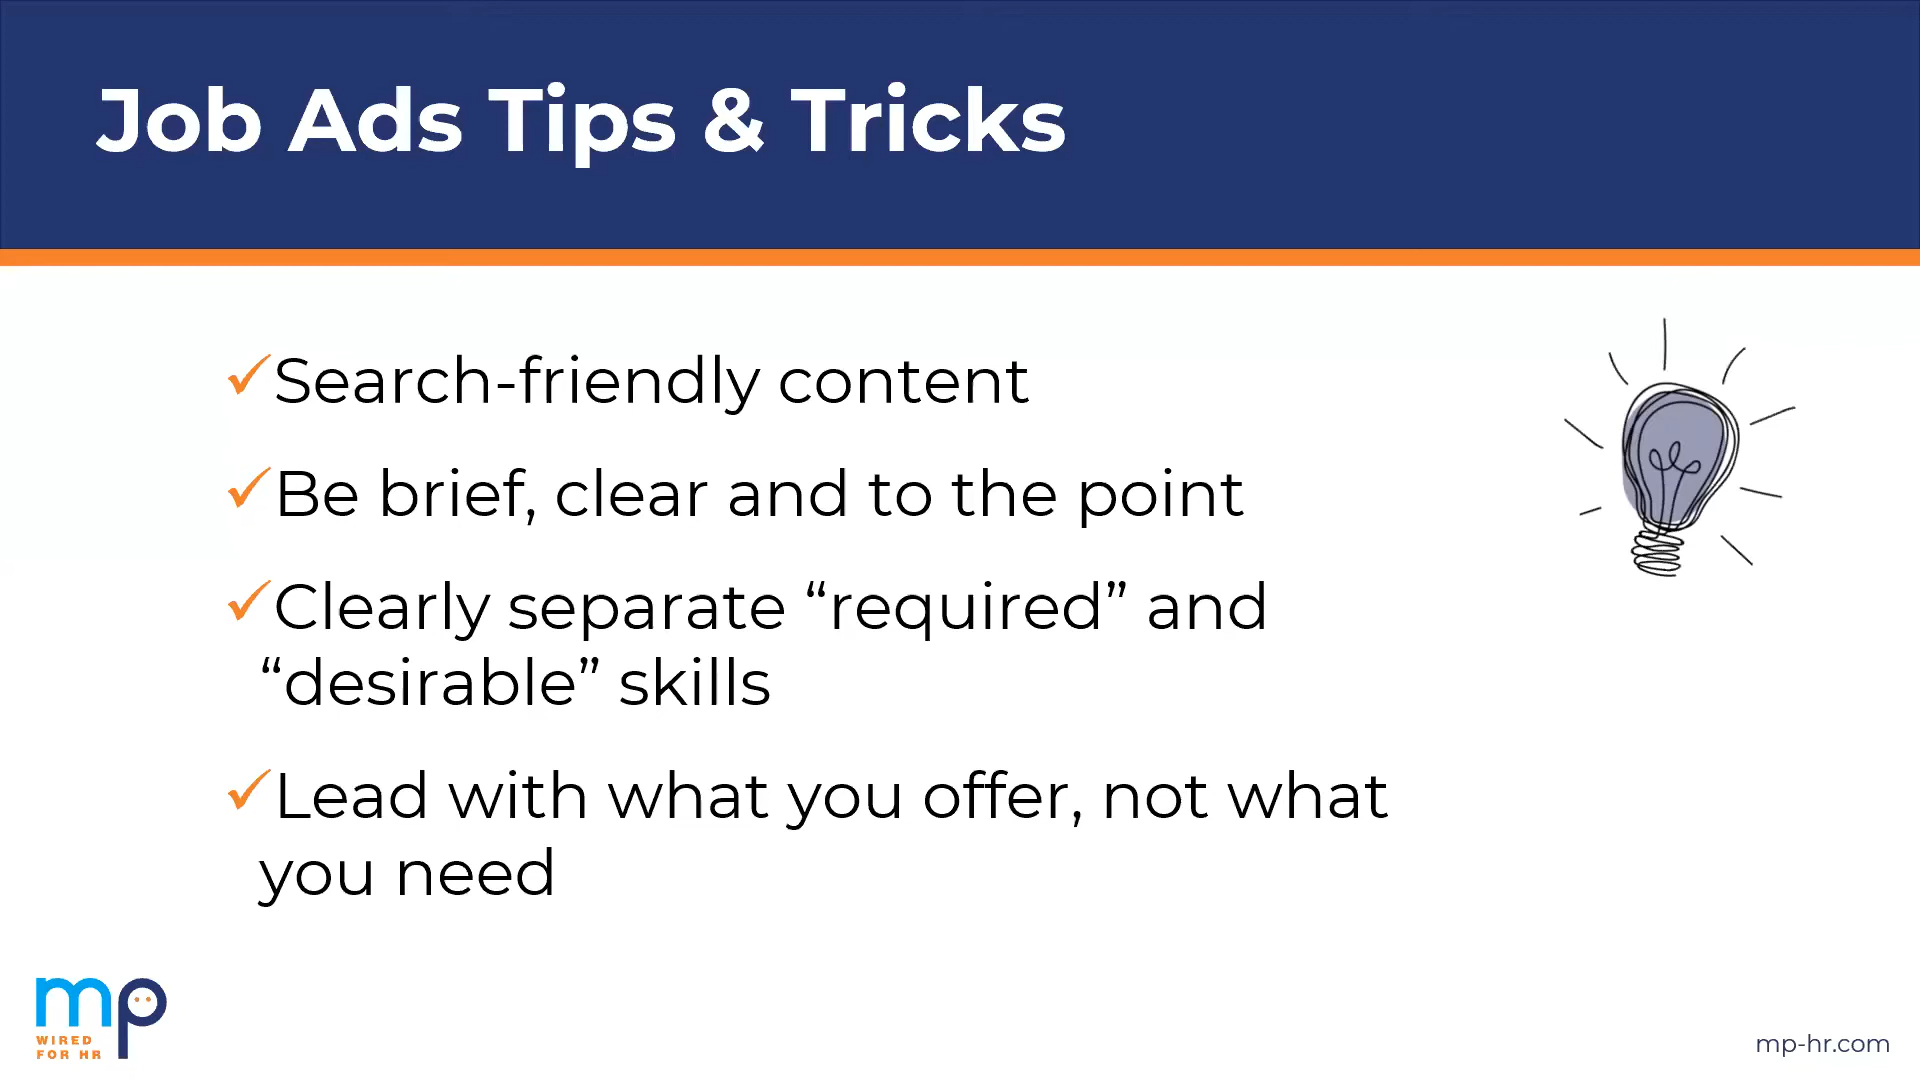 Job Ads Tips & Tricks
✓Search-friendly content
✓Be brief, clear and to the point
✓Clearly separate “required” and
“desirable” skills
✓Lead with what you offer, not what
you need
mp
WIRED
FOR HR
mp-hr.com